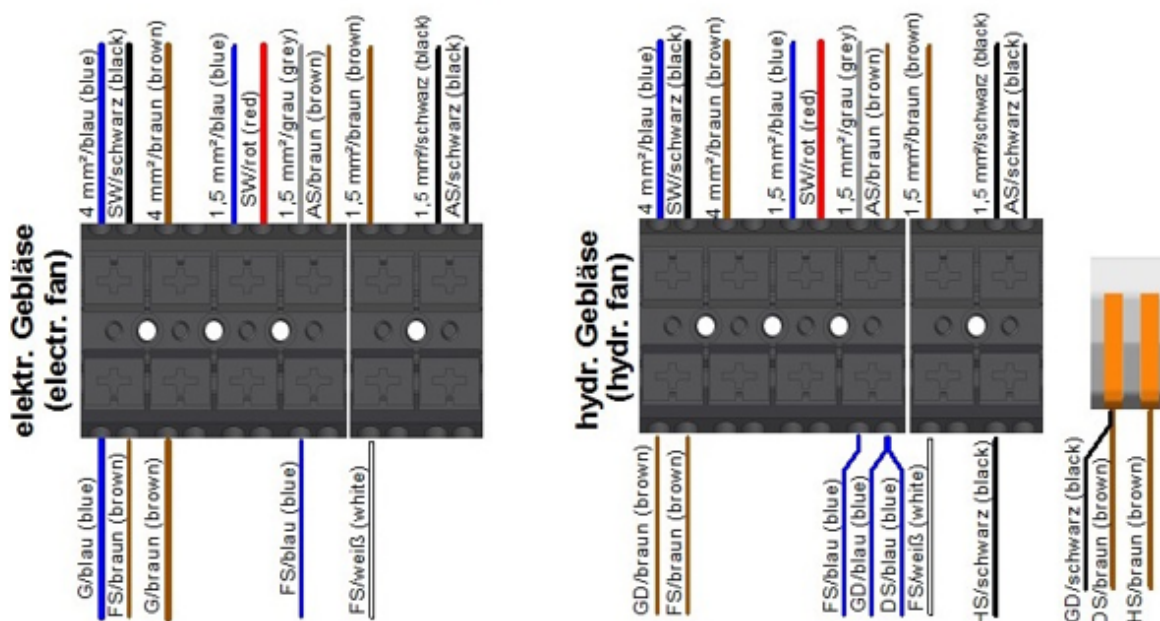 elektr. Gebläse
(electr. fan)
4 mm²/blau (blue)
SW/schwarz (black)
4 mm²/braun (brown)
1,5 mm²/blau (blue)
SW/rot (red)
1,5 mm²/grau (grey)
AS/braun (brown)
1,5 mm²/braun (brown)
1,5 mm²/schwarz (black)
AS/schwarz (black)
G/blau (blue)
FS/braun (brown)
G/braun (brown)
FS/blau (blue)
FS/weiß (white)
hydr. Gebläse
(hydr. fan)
4 mm²/blau (blue)
SW/schwarz (black)
4 mm²/braun (brown)
1,5 mm²/blau (blue)
SW/rot (red)
1,5 mm²/grau (grey)
AS/braun (brown)
1,5 mm²/braun (brown)
1,5 mm²/schwarz (black)
AS/schwarz (black)
GD/braun (brown)
FS/braun (brown)
FS/blau (blue)
GD/blau (blue)
DS/blau (blue)
FS/weiß (white)
HS/schwarz (black)
GD/schwarz (black)
DS/braun (brown)
HS/braun (brown)